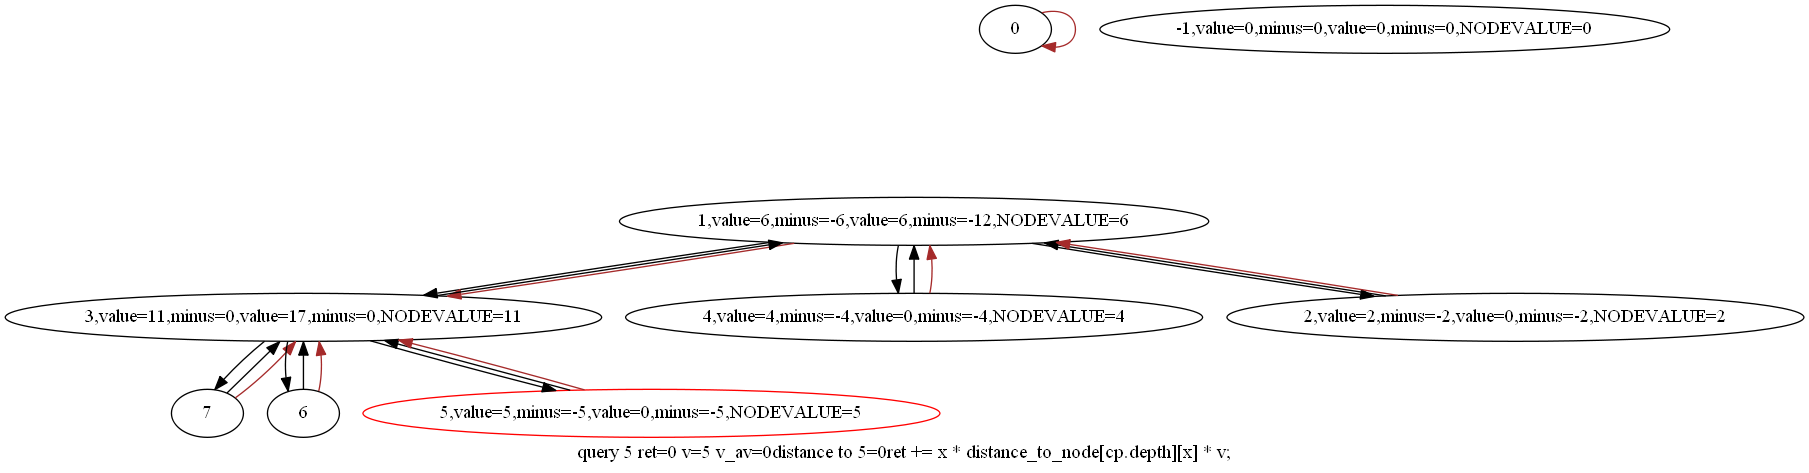 0
-1,value=0,minus=0,value=0,minus=0,NODEVALUE=0
1,value=6,minus=-6,value=6,minus=-12,NODEVALUE=6
3,value=11,minus=0,value=17,minus=0,NODEVALUE=11
4,value=4,minus=-4,value=0,minus=-4,NODEVALUE=4
2,value=2,minus=-2,value=0,minus=-2,NODEVALUE=2
7
6
5,value=5,minus=-5,value=0,minus=-5,NODEVALUE=5
query 5 ret=0 v=5 v_av=0distance to 5=0ret += x * distance_to_node[cp.depth][x] * v;